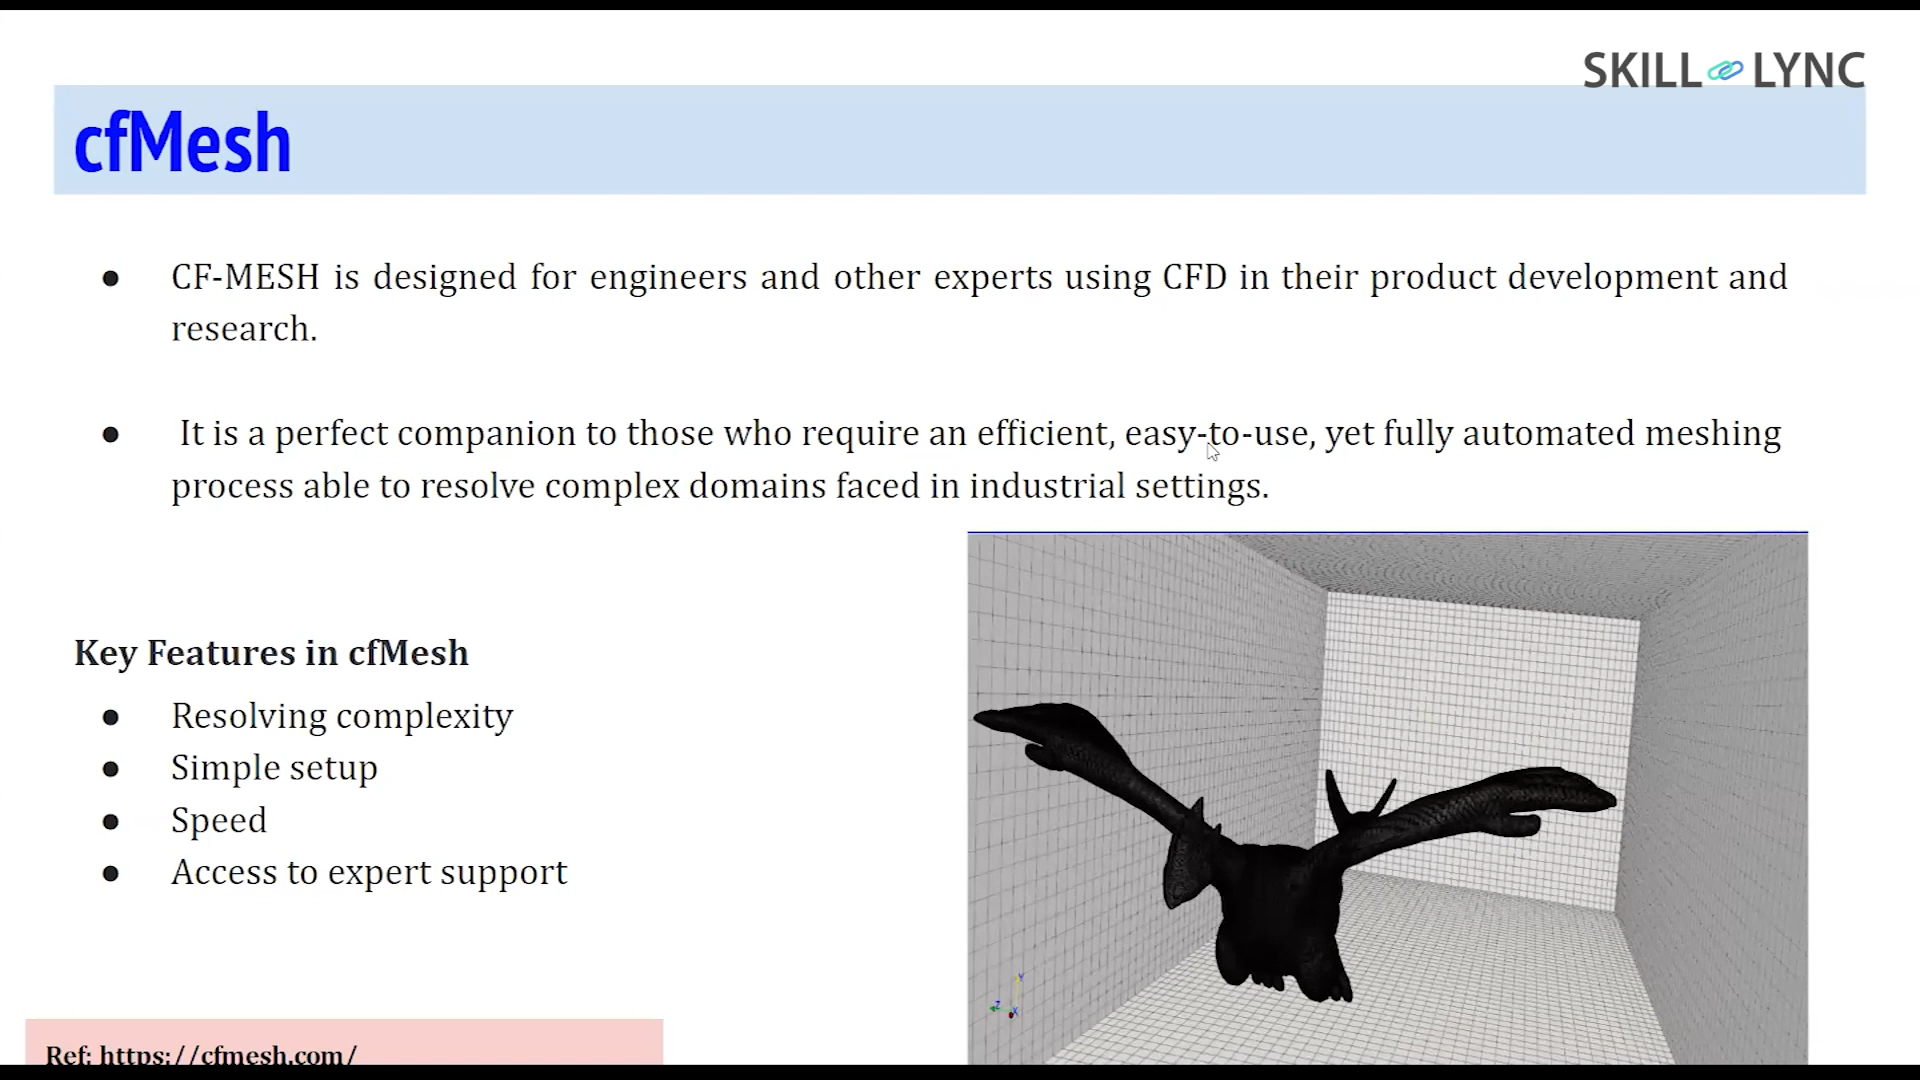 SKILL LYNC
cfMesh
● CF-MESH is designed for engineers and other experts using CFD in their product development and
research.
● It is a perfect companion to those who require an efficient, easy-to-use, yet fully automated meshing
process able to resolve complex domains faced in industrial settings.
Key Features in cfMesh
● Resolving complexity
● Simple setup
● Speed
● Access to expert support
Y
Z
X
Ref: https://cfmesh.com/